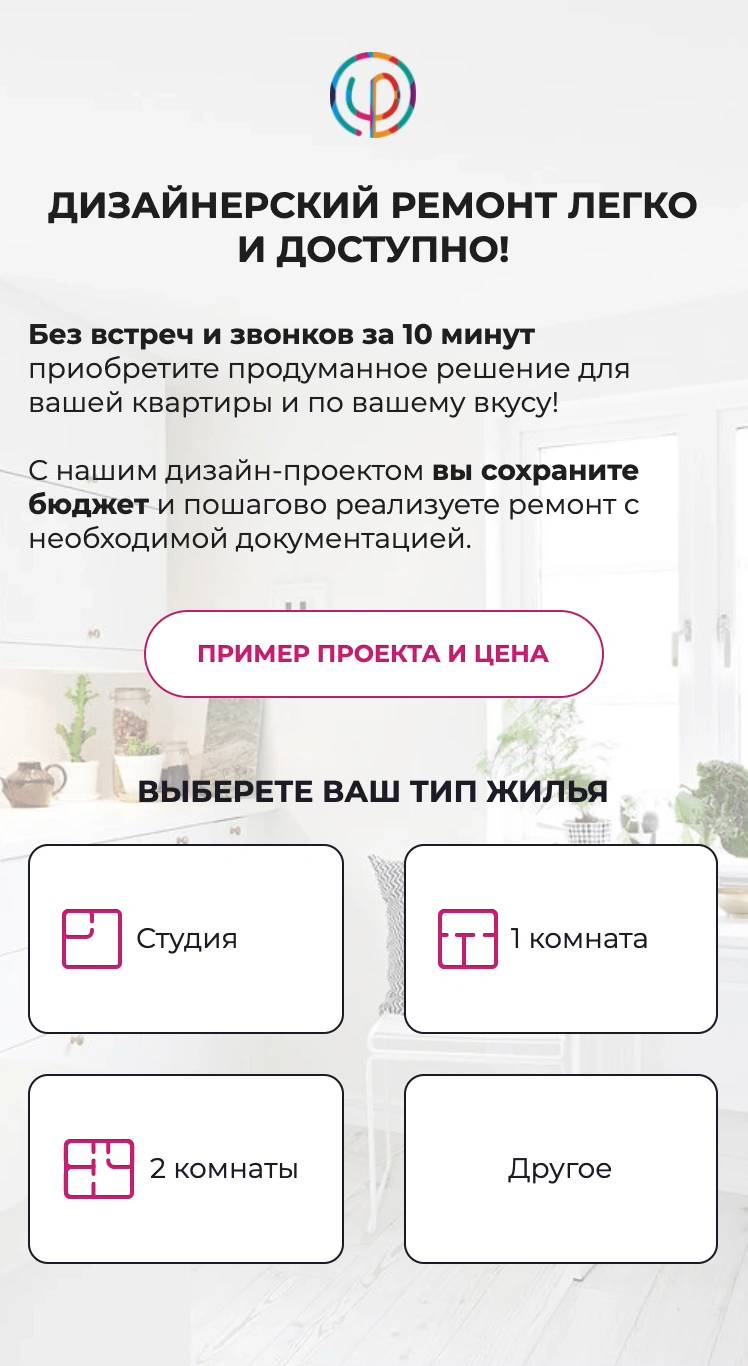 ДИЗАЙНЕРСКИЙ РЕМОНТ ЛЕГКО
И ДОСТУПНО!
Без встреч и звонков за 10 минут
приобретите продуманное решение для
вашей квартиры и по вашему вкусу!
С нашим дизайн-проектом вы сохраните
бюджет и пошагово реализуете ремонт с
необходимой документацией.
ПРИМЕР ПРОЕКТА И ЦЕНА
ВЫБЕРЕТЕ ВАШ ТИП ЖИЛЬЯ
Студия
1 комната
2 комнаты
Другое